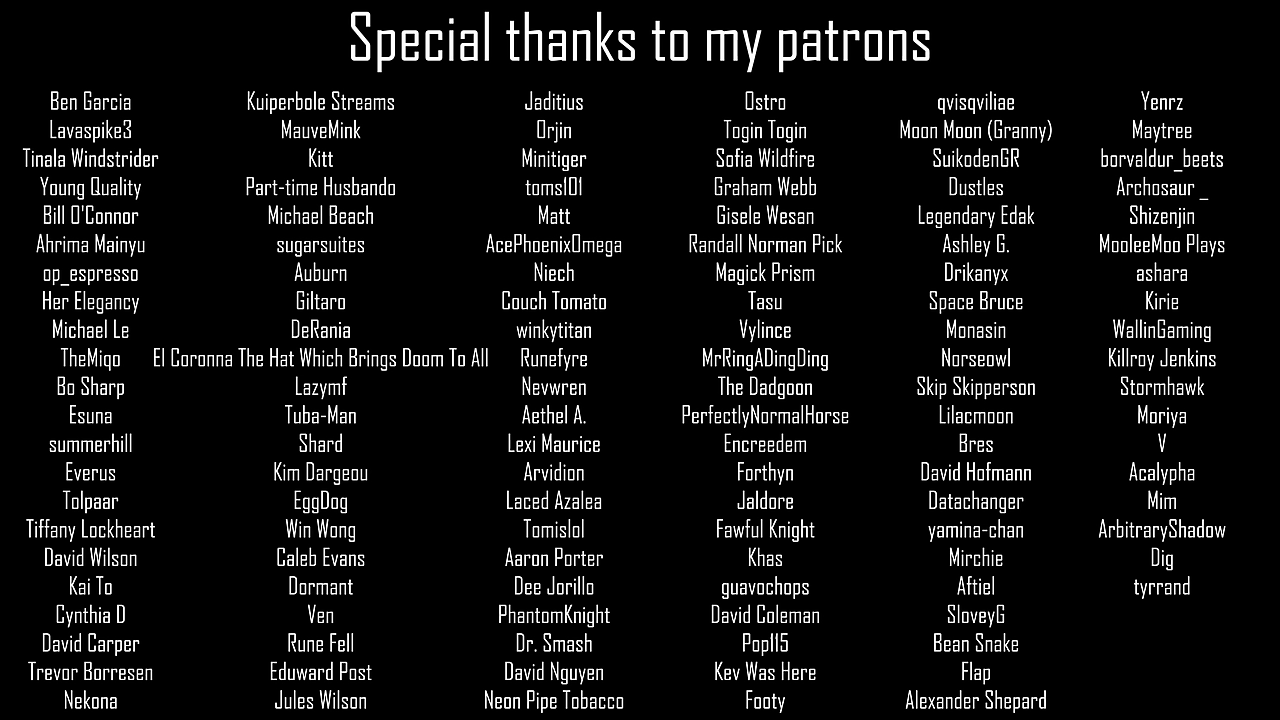 Special thanks to my patrons
Ben Garcia
Lavaspike3
Tinala Windstrider
Young Quality
Bill O'Connor
Ahrima Mainyu
op_espresso
Her Elegancy
Michael Le
TheMiqo
Bo Sharp
Esuna
summerhill
Everus
Tolpaar
Tiffany Lockheart
David Wilson
Kai To
Cynthia D
David Carper
Trevor Borresen
Nekona
Kuiperbole Streams
MauveMink
Kitt
Part-time Husbando
Michael Beach
sugarsuites
Auburn
Giltaro
DeRania
El Coronna The Hat Which Brings Doom To All
Lazymf
Tuba-Man
Shard
Kim Dargeou
EggDog
Win Wong
Caleb Evans
Dormant
Ven
Rune Fell
Eduward Post
Jules Wilson
Jaditius
Orjin
Minitiger
toms101
Matt
AcePhoenixOmega
Niech
Couch Tomato
winkytitan
Runefyre
Nevwren
Aethel A.
Lexi Maurice
Arvidion
Laced Azalea
Tomislol
Aaron Porter
Dee Jorillo
PhantomKnight
Dr. Smash
David Nguyen
Neon Pipe Tobacco
Ostro
Togin Togin
Sofia Wildfire
Graham Webb
Gisele Wesan
Randall Norman Pick
Magick Prism
Tasu
Vylince
MrRingADingDing
The Dadgoon
PerfectlyNormalHorse
Encreedem
Forthyn
Jaldore
Fawful Knight
Khas
guavochops
David Coleman
Pop115
Kev Was Here
Footy
qvisqviliae
Moon Moon (Granny)
SuikodenGR
Dustles
Legendary Edak
Ashley G.
Drikanyx
Space Bruce
Monasin
Norseowl
Skip Skipperson
Lilacmoon
Bres
David Hofmann
Datachanger
yamina-chan
Mirchie
Aftiel
SloveyG
Bean Snake
Flap
Alexander Shepard
Yenrz
Maytree
borvaldur_beets
Archosaur _
Shizenjin
MooleeMoo Plays
ashara
Kirie
WallinGaming
Killroy Jenkins
Stormhawk
Moriya
V
Acalypha
Mim
ArbitraryShadow
Dig
tyrrand